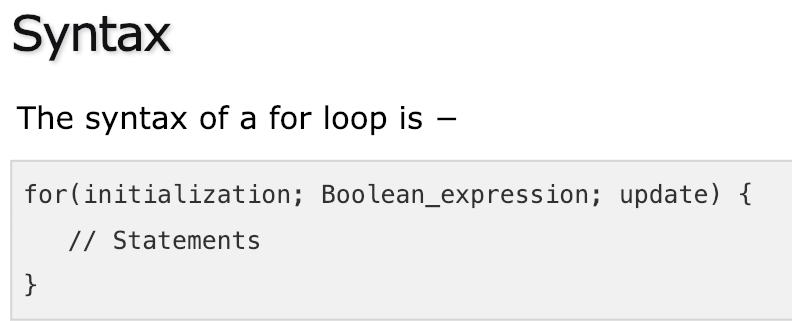 Syntax
The syntax of a for loop is −
for(initialization; Boolean_expression; update) {
   // Statements
}